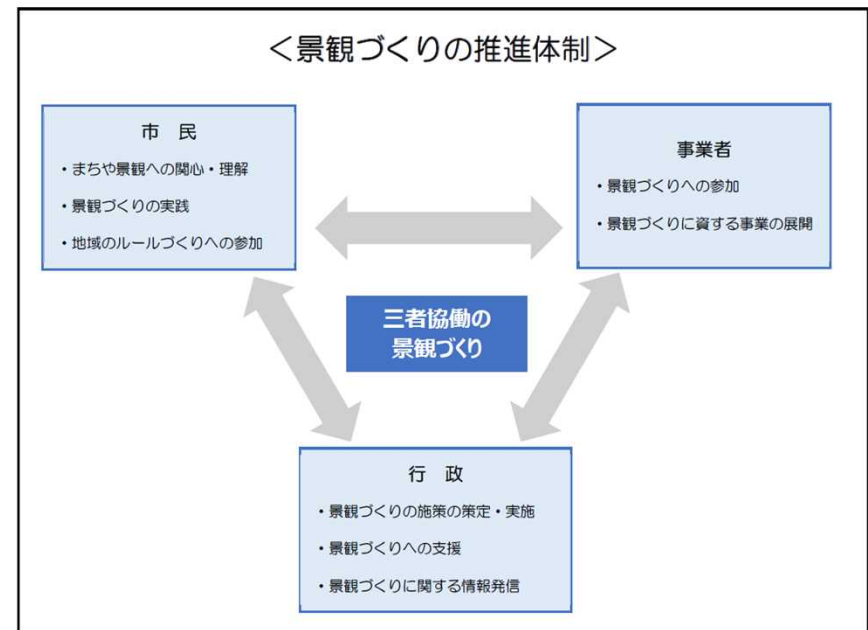 ＜景観づくりの推進体制＞
市　民
・まちや景観への関心・理解
・景観づくりの実践
・地域のルールづくりへの参加
事業者
・景観づくりへの参加
・景観づくりに資する事業の展開
三者協働の
景観づくり
行　政
・景観づくりの施策の策定・実施
・景観づくりへの支援
・景観づくりに関する情報発信